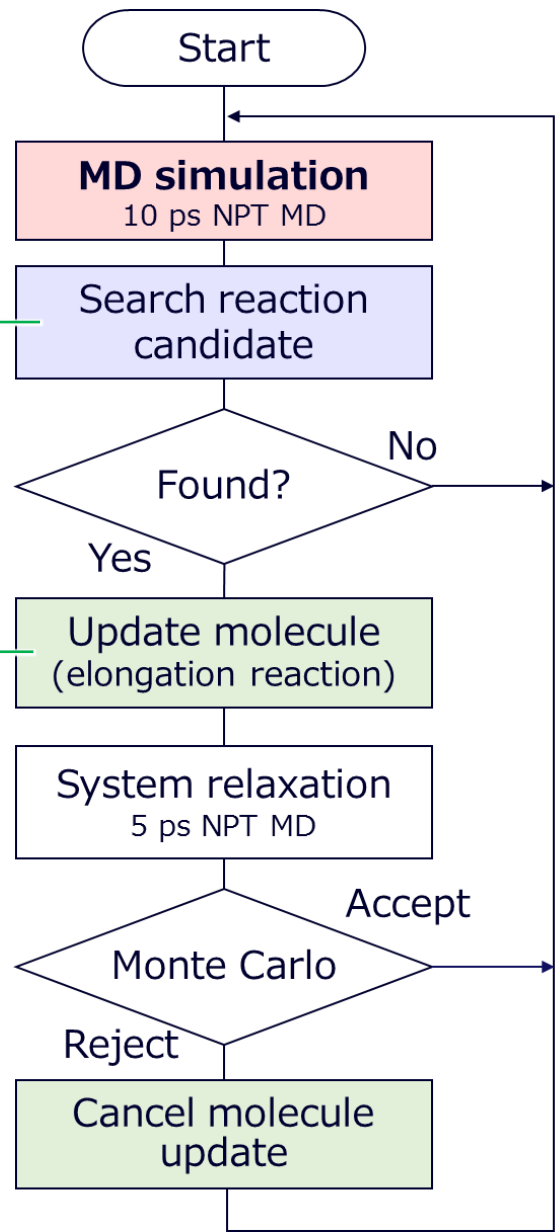 Start
MD simulation
10 ps NPT MD
Search reaction
candidate
No
Found?
Yes
Update molecule
(elongation reaction)
System relaxation
5 ps NPT MD
Accept
Monte Carlo
Reject
Cancel molecule
update